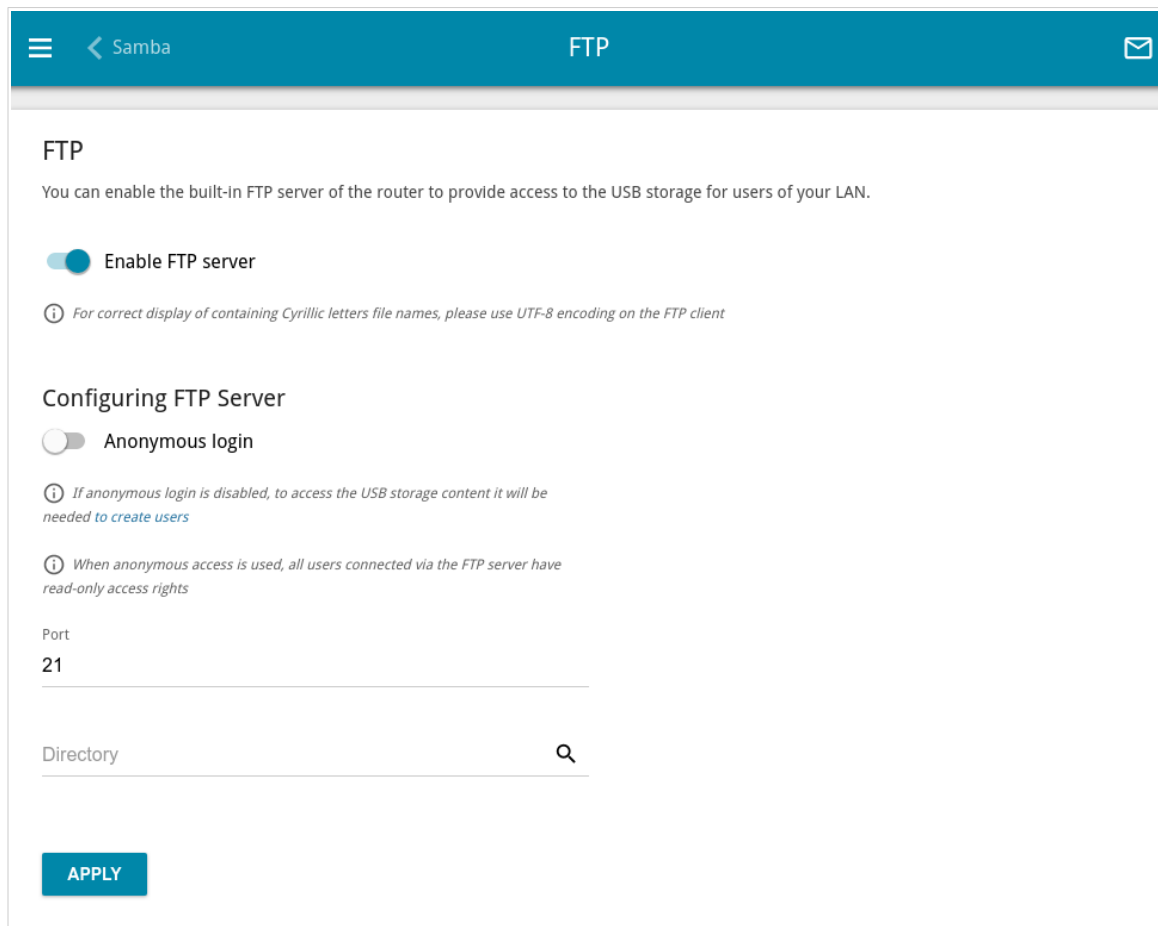 Samba
FTP
FTP
You can enable the built-in FTP server of the router to provide access to the USB storage for users of your LAN.
Enable FTP server
For correct display of containing Cyrillic letters file names, please use UTF-8 encoding on the FTP client
Configuring FTP Server
Anonymous login
If anonymous login is disabled, to access the USB storage content it will be
needed to create users
When anonymous access is used, all users connected via the FTP server have
read-only access rights
Port
21
Directory
APPLY